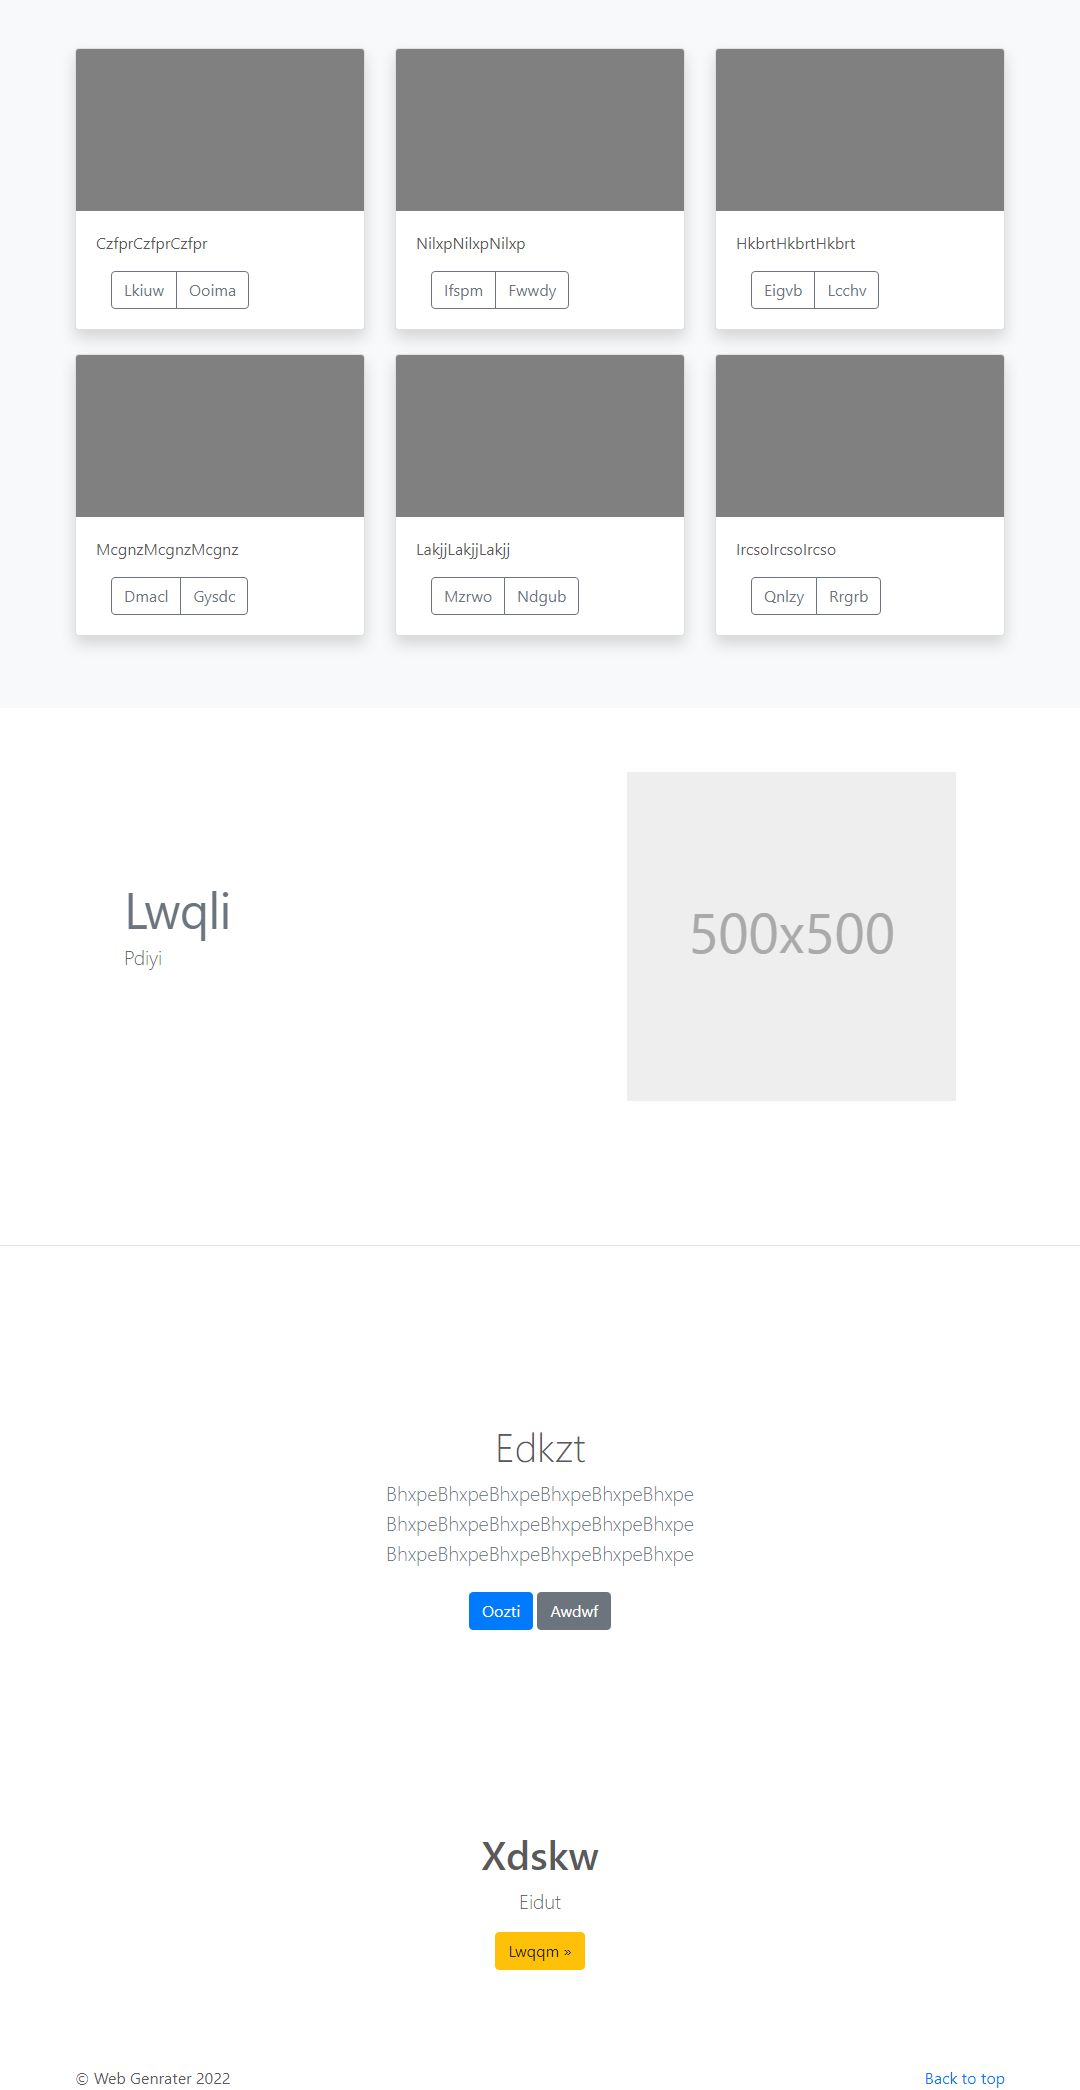 CzfprCzfprCzfpr
Lkiuw Ooima
NilxpNilxpNilxp
Ifspm Fwwdy
HkbrtHkbrtHkbrt
Eigvb Lcchv
McgnzMcgnzMcgnz
Dmacl Gysdc
LakjjLakjjLakjj
Mzrwo Ndgub
IrcsoIrcsoIrcso
Qnlzy Rrgrb
Lwqli
Pdiyi
500x500
Edkzt
BhxpeBhxpeBhxpeBhxpeBhxpeBhxpe
BhxpeBhxpeBhxpeBhxpeBhxpeBhxpe
BhxpeBhxpeBhxpeBhxpeBhxpeBhxpe
Oozti Awdwf
Xdskw
Eidut
Lwqqm »
© Web Genrater 2022
Back to top